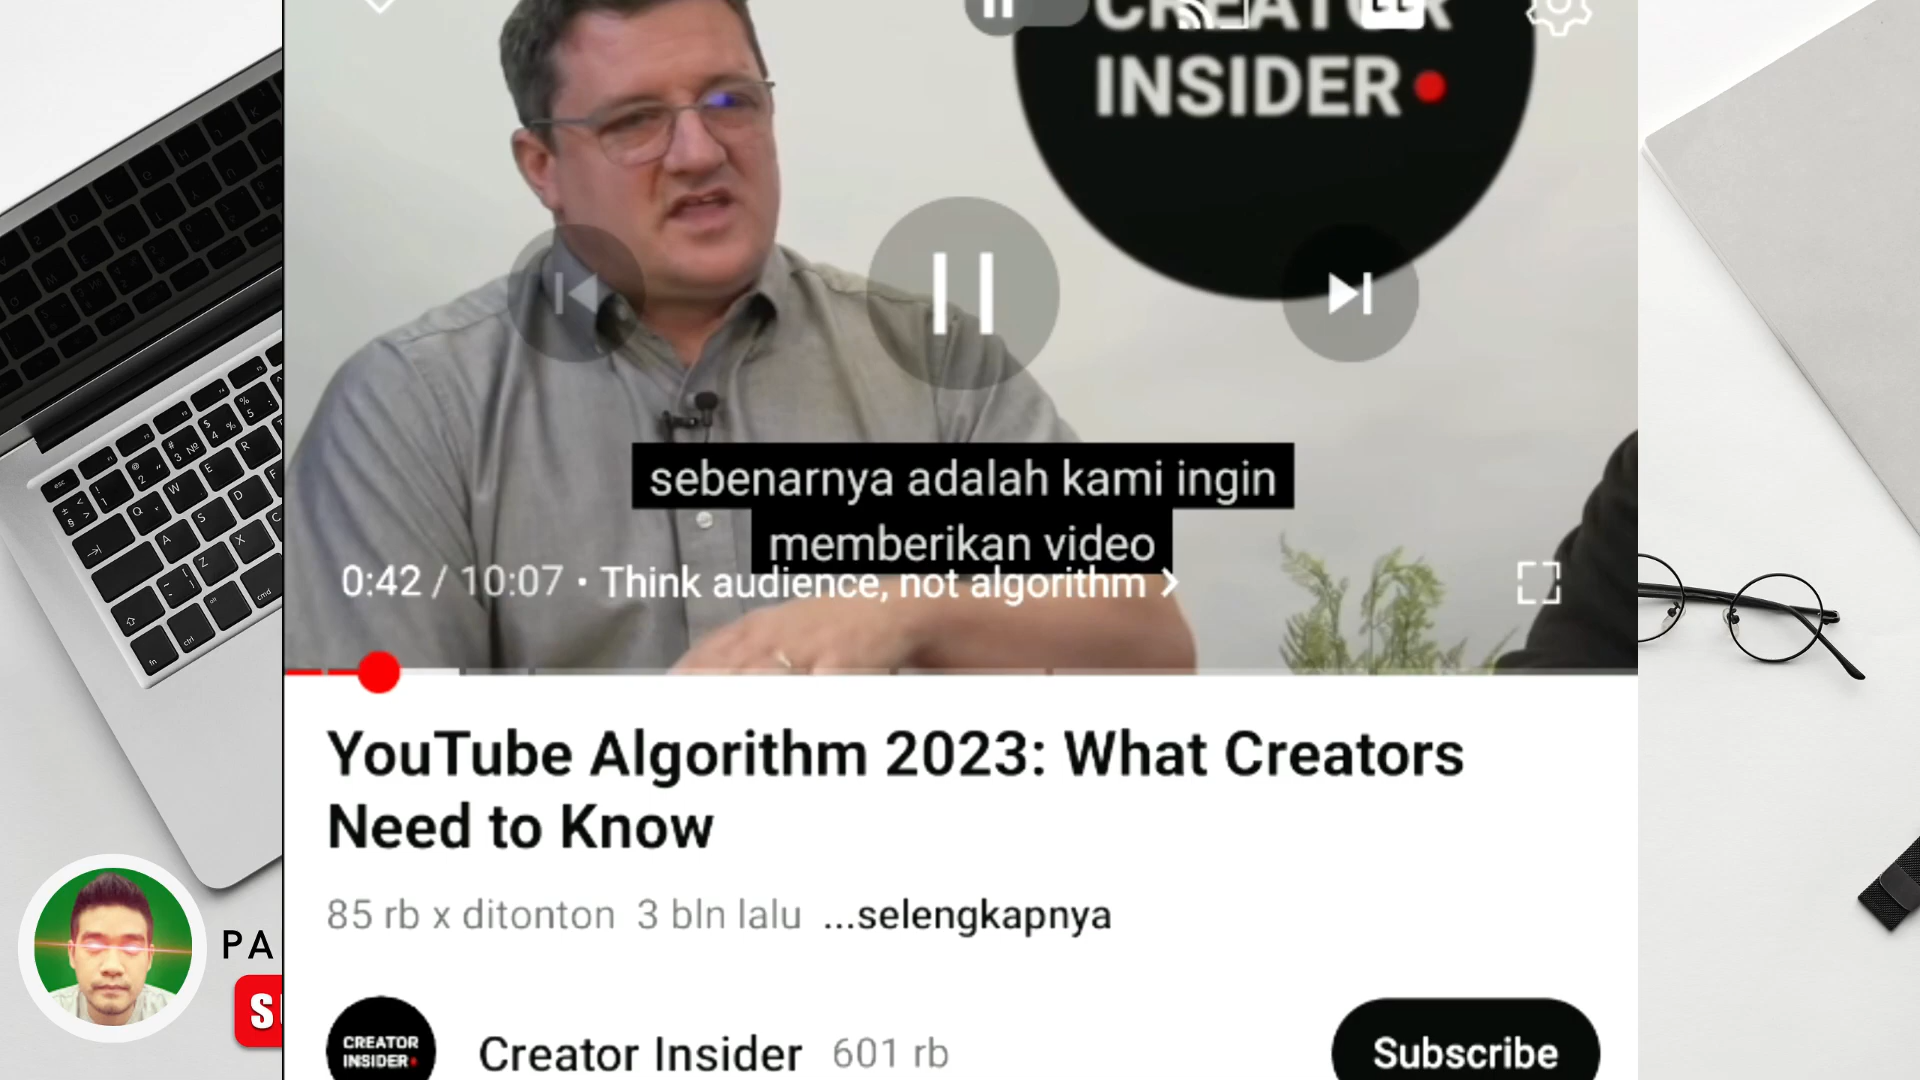 CREATOR
INSIDER
sebenarnya adalah kami ingin
memberikan video
0:42 / 10:07 • Think audience, not algorithm >
YouTube Algorithm 2023: What Creators
Need to Know
85 rb x ditonton 3 bln lalu ...selengkapnya
PA
CREATOR
INSIDER
Creator Insider 601 rb
Subscribe